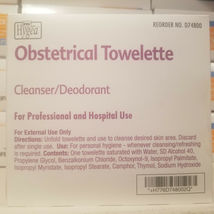 Hygea
REORDER NO. D74800
Obstetrical Towelette
Cleanser/Deodorant
For Professional and Hospital Use
For External Use Only
Directions: Unfold towelette and use to cleanse desired skin area. Discard
after single use. Use: For personal hygiene - whenever cleansing/refreshing
is required.
Contents: One towelette saturated with Water, SD Alcohol 40,
Propylene Glycol, Benzalkonium Chloride, Octoxynol-9, Isopropyl Palmitate,
Isopropyl Myristate, Isopropyl Stearate, Camphor, Thymol, Sodium Hydroxide